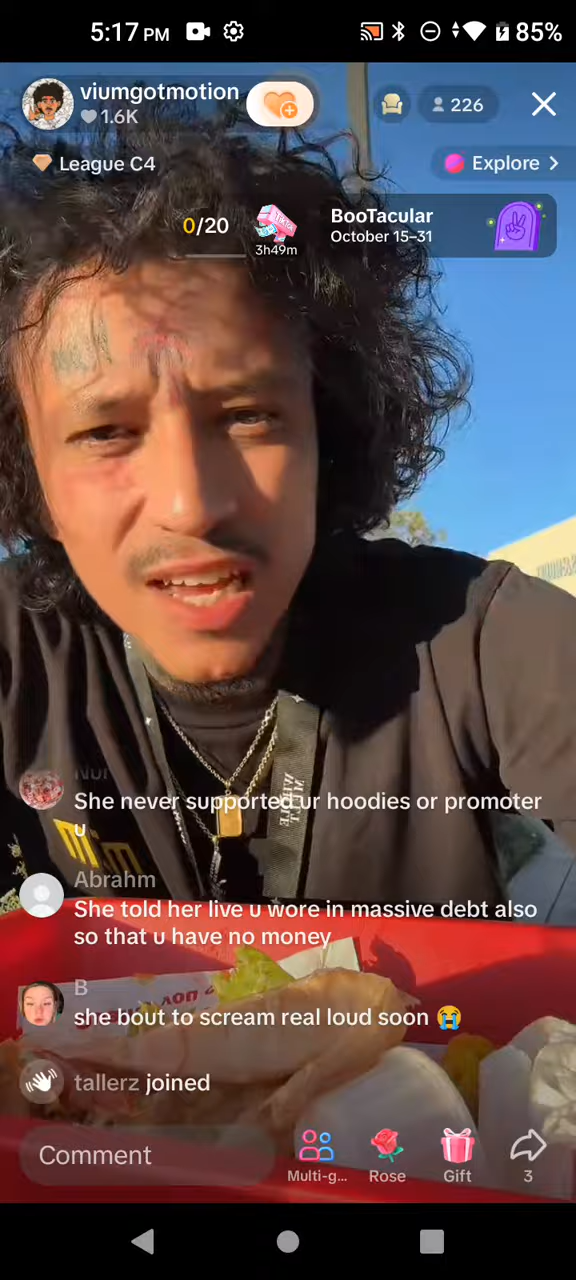 5:17 PM
85%
viumgotmotion
1.6K
226
League C4
Explore >
0/20
3h49m
BooTacular
October 15–31
She never supported ur hoodies or promoter
u
Abrahm
She told her live u wore in massive debt also
so that u have no money
B
she bout to scream real loud soon 😭
tallerz joined
Comment
Multi-g...
Rose
Gift
3